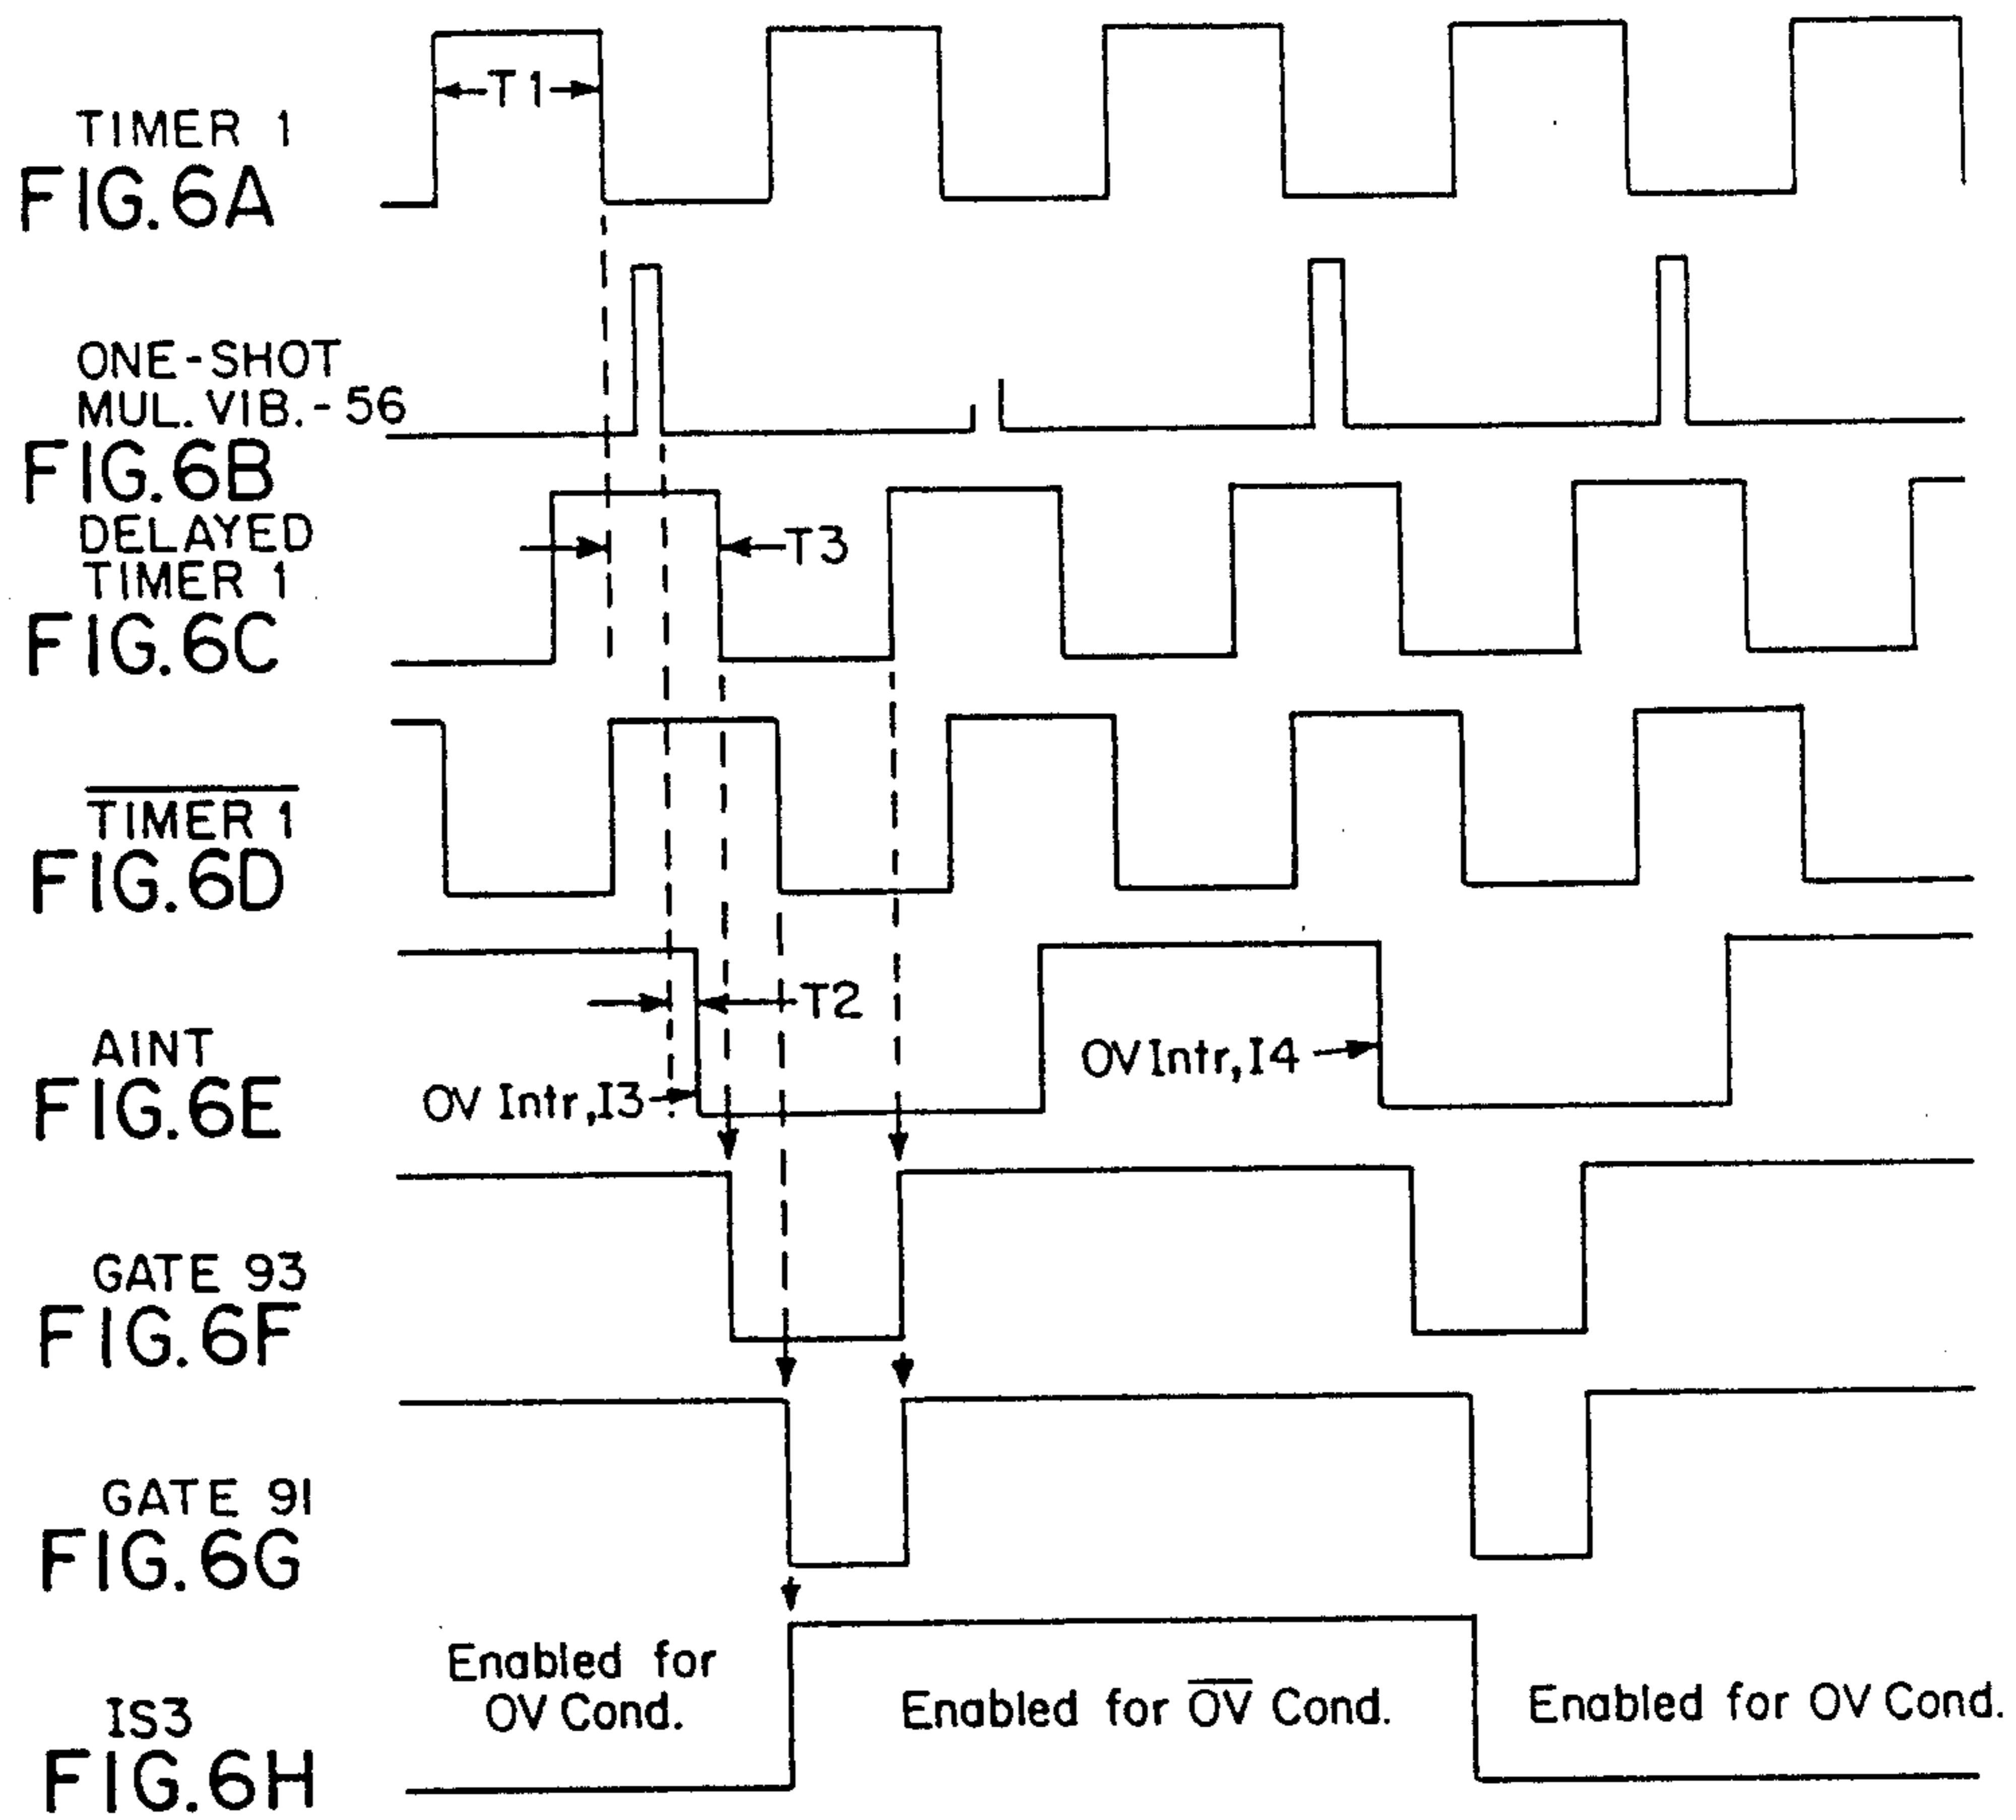 T1
TIMER 1
FIG.6A
ONE-SHOT
MUL. VIB.-56
FIG.6B
DELAYED
TIMER 1
T3
FIG.6C
TIMER 1
FIG.6D
T2
AINT
OV Intr,I3
OV Intr,I4
FIG.6E
GATE 93
FIG.6F
GATE 91
FIG.6G
Enabled for
OV Cond.
Enabled for O̅V̅ Cond.
Enabled for OV Cond.
IS3
FIG.6H